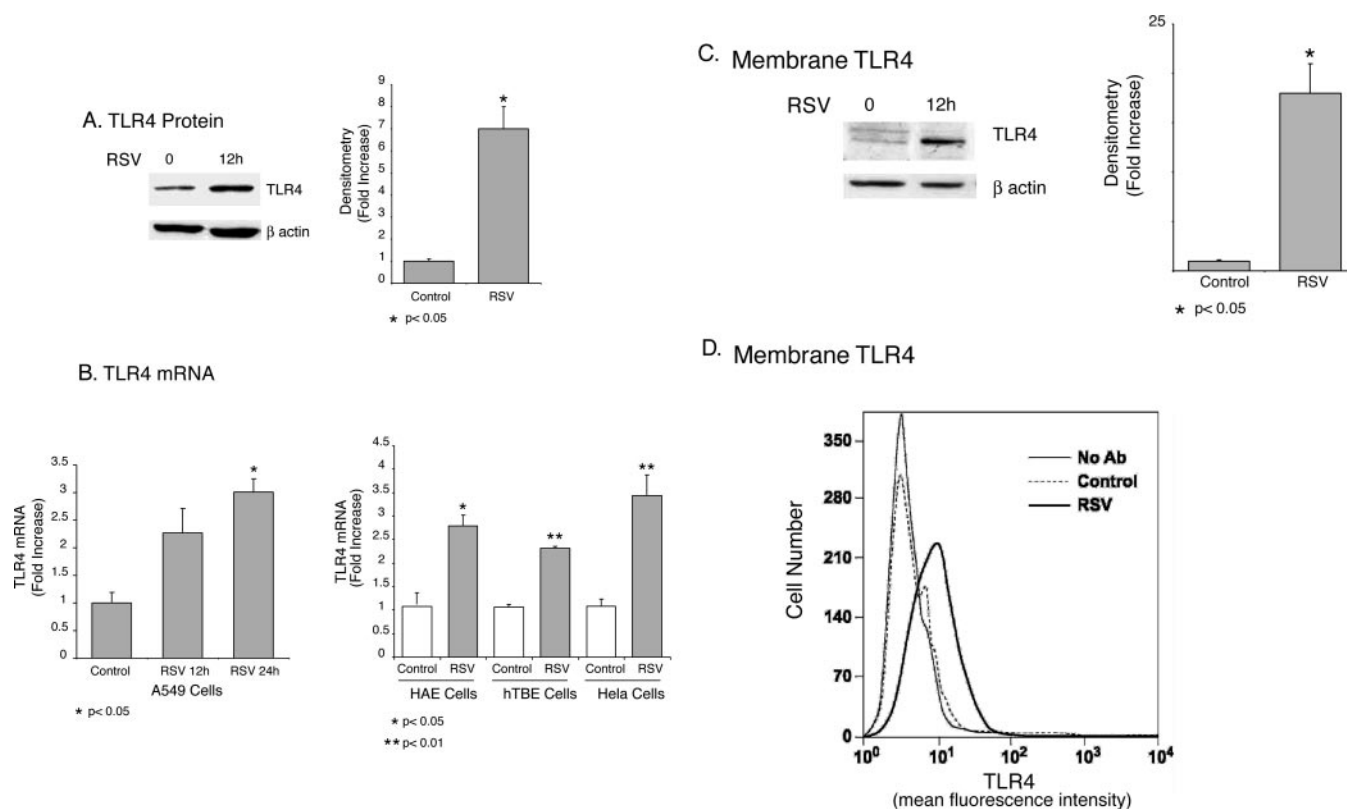 A. TLR4 Protein
RSV 0 12h
TLR4
β actin
Densitometry
(Fold Increase)
9
8
7
6
5
4
3
2
1
0
*
Control RSV
* p< 0.05
B. TLR4 mRNA
TLR4 mRNA
(Fold Increase)
3.5
3
2.5
2
1.5
1
0.5
0
*
Control RSV 12h RSV 24h
A549 Cells
* p< 0.05
TLR4 mRNA
(Fold Increase)
4.5
4
3.5
3
2.5
2
1.5
1
0.5
0
* ** **
Control RSV Control RSV Control RSV
HAE Cells hTBE Cells Hela Cells
* p< 0.05
** p< 0.01
C. Membrane TLR4
RSV 0 12h
TLR4
β actin
Densitometry
(Fold Increase)
25
*
Control RSV
* p< 0.05
D. Membrane TLR4
Cell Number
350
280
210
140
70
0
No Ab
Control
RSV
10⁰ 10¹ 10² 10³ 10⁴
TLR4
(mean fluorescence intensity)